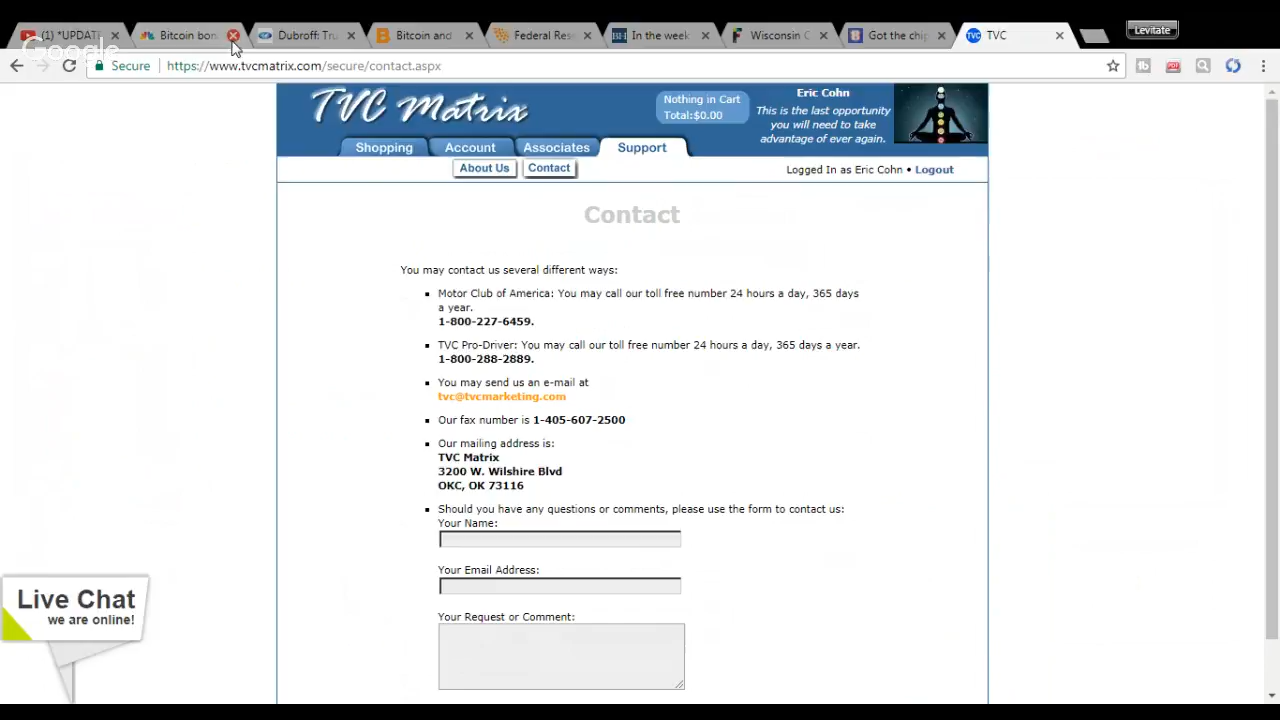 (1) *UPDATE
Bitcoin bon
Dubroff: Tru
Bitcoin and
Federal Res
In the week
Wisconsin C
Got the chip
TVC
Levitate
Google
Secure https://www.tvcmatrix.com/secure/contact.aspx
TVC Matrix
Nothing in Cart
Total:$0.00
Eric Cohn
This is the last opportunity
you will need to take
advantage of ever again.
Shopping Account Associates Support
About Us Contact
Logged In as Eric Cohn • Logout
Contact
You may contact us several different ways:
Motor Club of America: You may call our toll free number 24 hours a day, 365 days
a year.
1-800-227-6459.
TVC Pro-Driver: You may call our toll free number 24 hours a day, 365 days a year.
1-800-288-2889.
You may send us an e-mail at
tvc@tvcmarketing.com
Our fax number is 1-405-607-2500
Our mailing address is:
TVC Matrix
3200 W. Wilshire Blvd
OKC, OK 73116
Should you have any questions or comments, please use the form to contact us:
Your Name:
Your Email Address:
Your Request or Comment:
Live Chat
we are online!